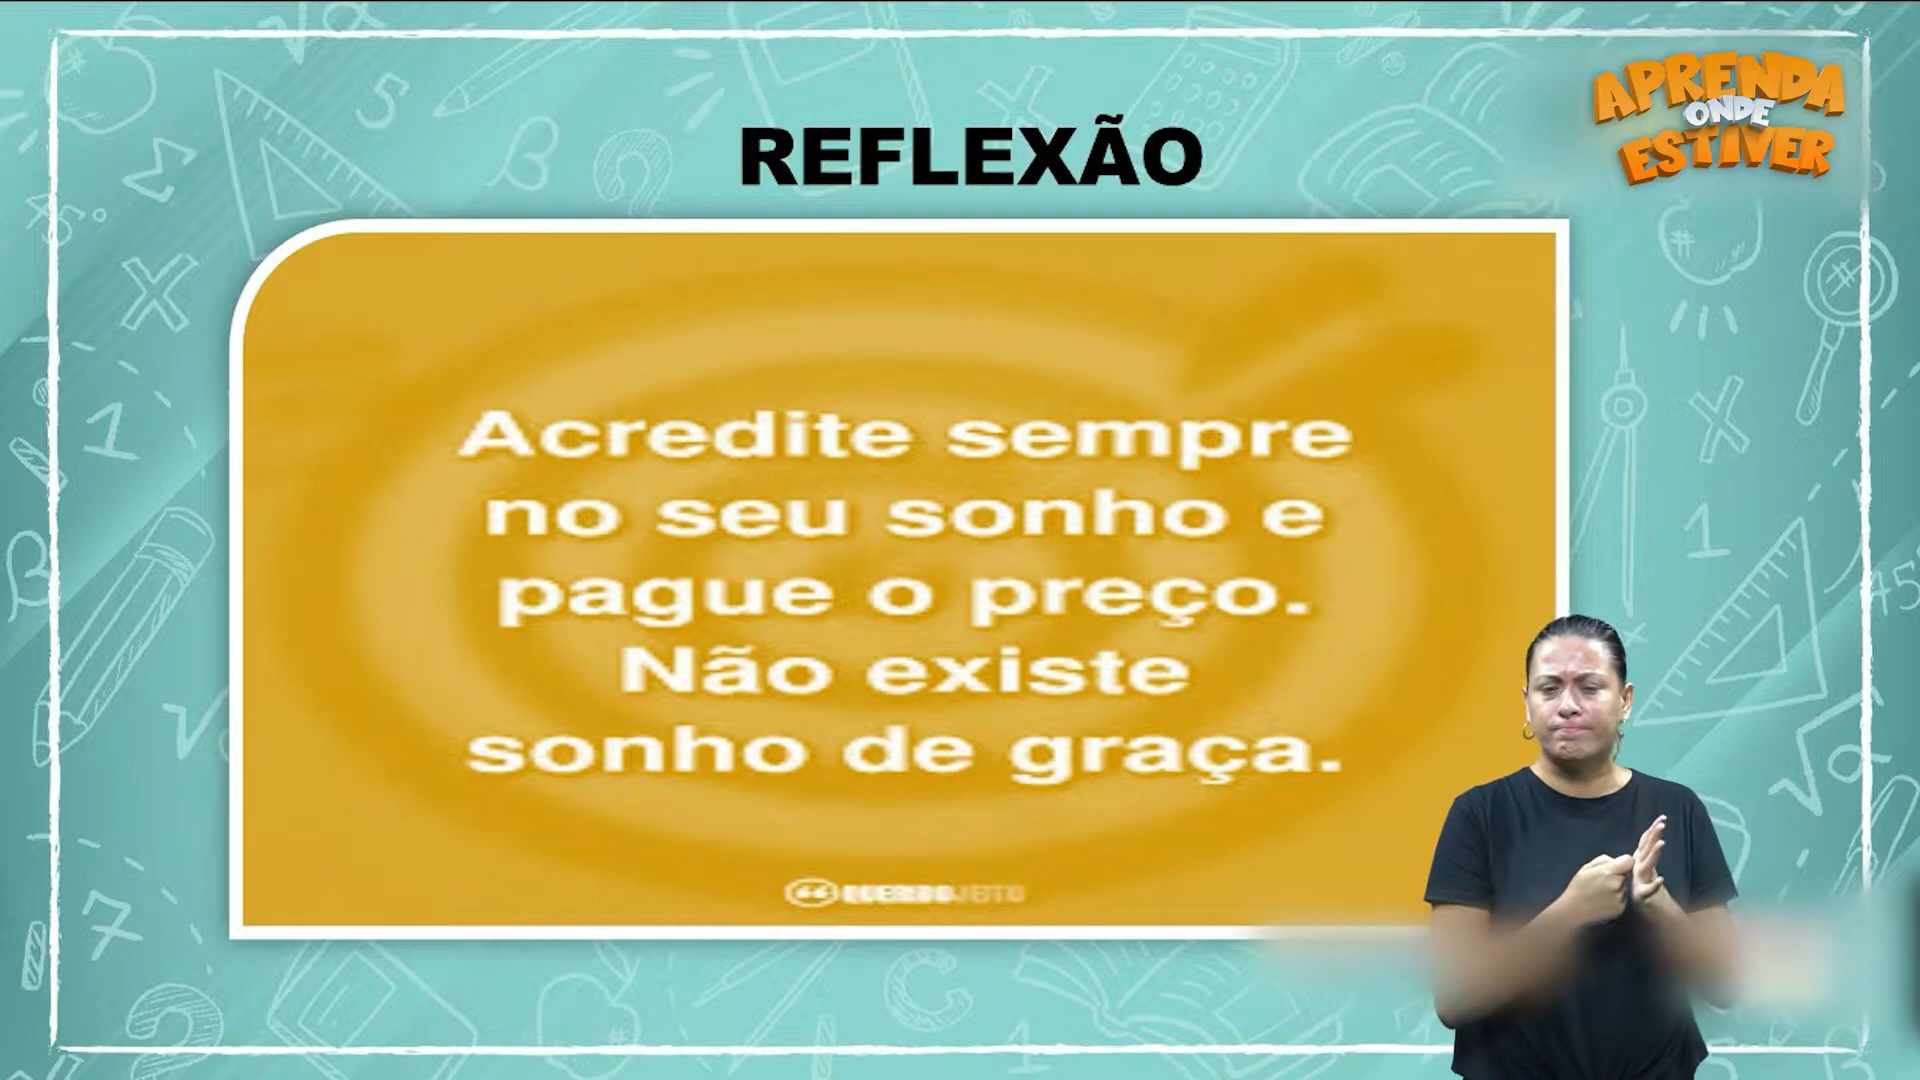 APRENDA
ONDE
ESTIVER
REFLEXÃO
Acredite sempre
no seu sonho e
pague o preço.
Não existe
sonho de graça.